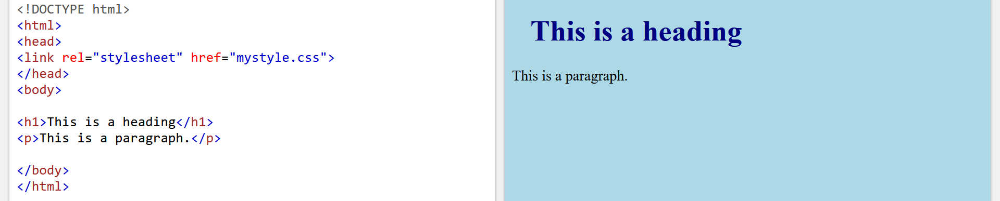 <!DOCTYPE html>
<html>
<head>
<link rel="stylesheet" href="mystyle.css">
</head>
<body>
<h1>This is a heading</h1>
<p>This is a paragraph.</p>
</body>
</html>
This is a heading
This is a paragraph.